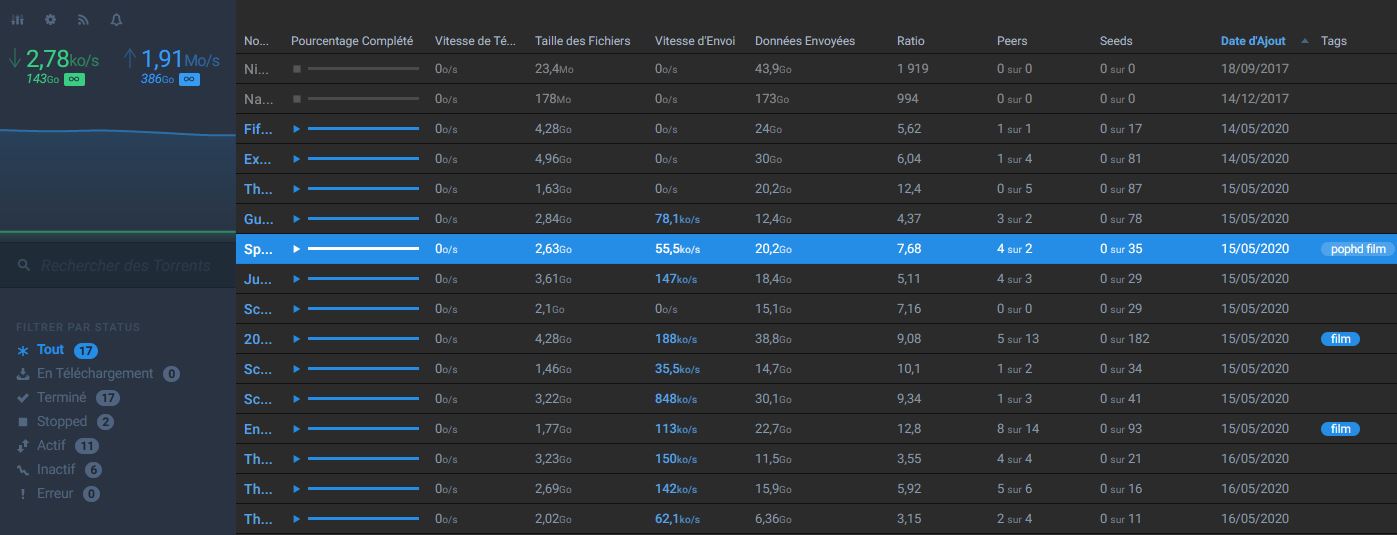 2,78ko/s
143Go ∞
1,91Mo/s
386Go ∞
Rechercher des Torrents
FILTRER PAR STATUS
Tout 17
En Téléchargement 0
Terminé 17
Stopped 2
Actif 11
Inactif 6
Erreur 0
No... Pourcentage Complété Vitesse de Té... Taille des Fichiers Vitesse d'Envoi Données Envoyées Ratio Peers Seeds Date d'Ajout Tags
Ni... 0o/s 23,4Mo 0o/s 43,9Go 1 919 0 sur 0 0 sur 0 18/09/2017
Na... 0o/s 178Mo 0o/s 173Go 994 0 sur 0 0 sur 0 14/12/2017
Fif... 0o/s 4,28Go 0o/s 24Go 5,62 1 sur 1 0 sur 17 14/05/2020
Ex... 0o/s 4,96Go 0o/s 30Go 6,04 1 sur 4 0 sur 81 14/05/2020
Th... 0o/s 1,63Go 0o/s 20,2Go 12,4 0 sur 5 0 sur 87 15/05/2020
Gu... 0o/s 2,84Go 78,1ko/s 12,4Go 4,37 3 sur 2 0 sur 78 15/05/2020
Sp... 0o/s 2,63Go 55,5ko/s 20,2Go 7,68 4 sur 2 0 sur 35 15/05/2020 pophd film
Ju... 0o/s 3,61Go 147ko/s 18,4Go 5,11 4 sur 3 0 sur 29 15/05/2020
Sc... 0o/s 2,1Go 0o/s 15,1Go 7,16 0 sur 0 0 sur 29 15/05/2020
20... 0o/s 4,28Go 188ko/s 38,8Go 9,08 5 sur 13 0 sur 182 15/05/2020 film
Sc... 0o/s 1,46Go 35,5ko/s 14,7Go 10,1 1 sur 2 0 sur 34 15/05/2020
Sc... 0o/s 3,22Go 848ko/s 30,1Go 9,34 1 sur 3 0 sur 41 15/05/2020
En... 0o/s 1,77Go 113ko/s 22,7Go 12,8 8 sur 14 0 sur 93 15/05/2020 film
Th... 0o/s 3,23Go 150ko/s 11,5Go 3,55 4 sur 4 0 sur 21 16/05/2020
Th... 0o/s 2,69Go 142ko/s 15,9Go 5,92 5 sur 6 0 sur 16 16/05/2020
Th... 0o/s 2,02Go 62,1ko/s 6,36Go 3,15 2 sur 4 0 sur 11 16/05/2020